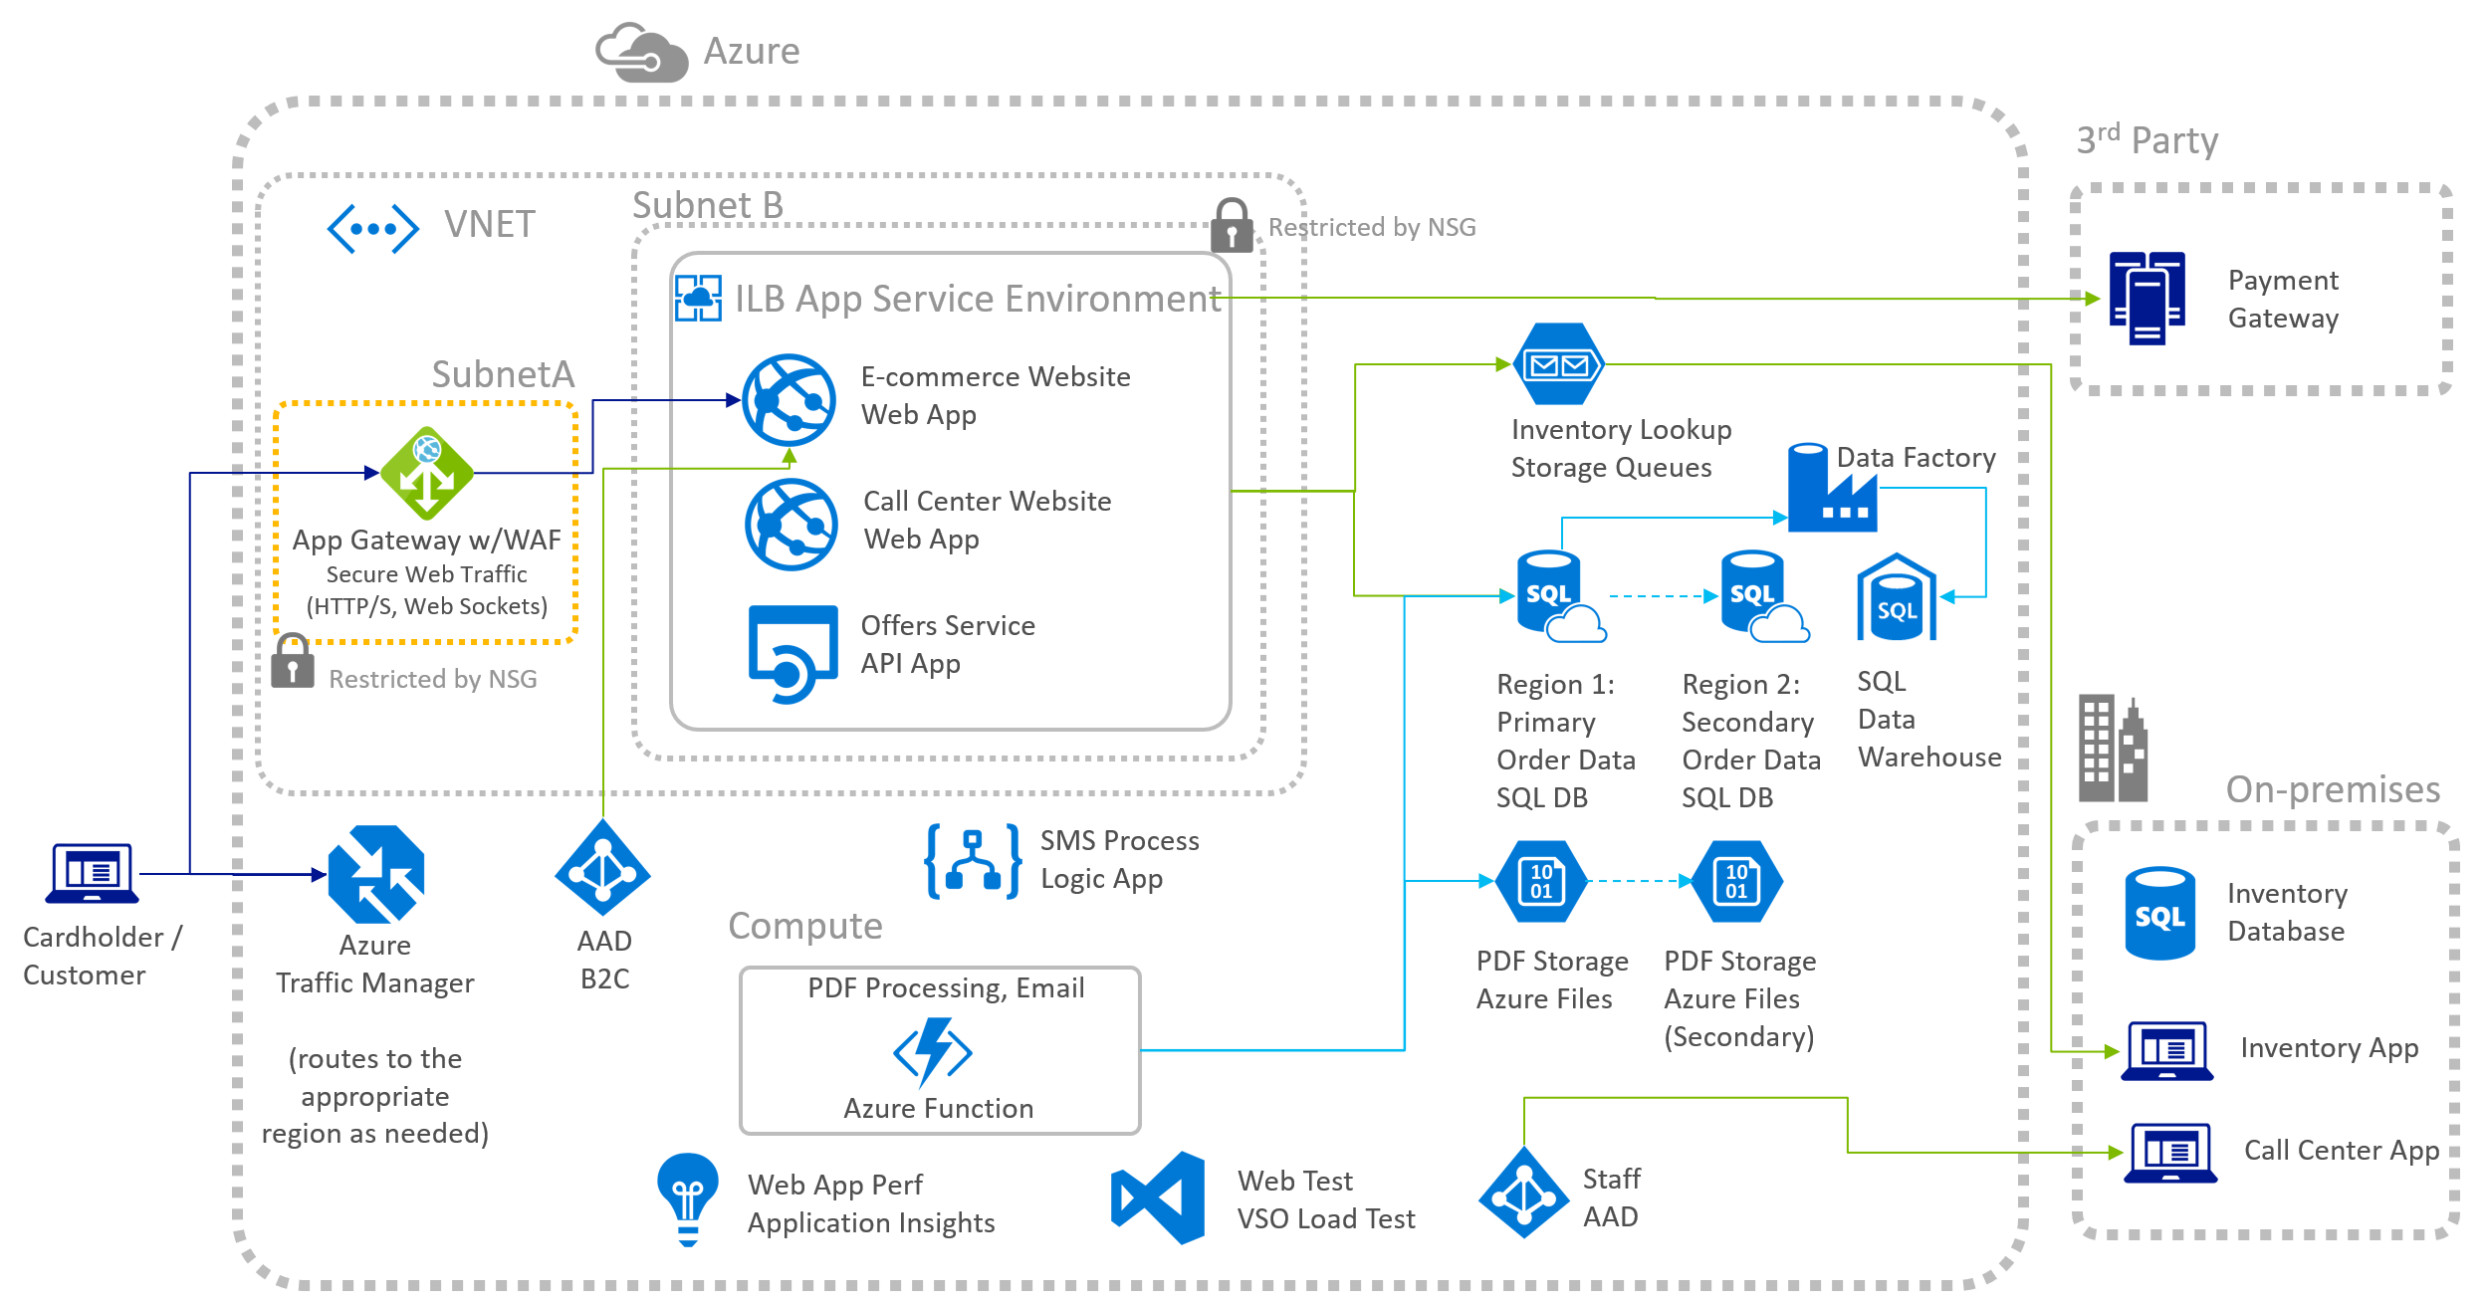 Azure
3rd Party
VNET
Subnet B
Restricted by NSG
ILB App Service Environment
Payment
Gateway
SubnetA
E-commerce Website
Web App
Inventory Lookup
Storage Queues
Data Factory
Call Center Website
Web App
App Gateway w/WAF
Secure Web Traffic
(HTTP/S, Web Sockets)
Restricted by NSG
Offers Service
API App
SQL
SQL
SQL
Region 1:
Primary
Order Data
SQL DB
Region 2:
Secondary
Order Data
SQL DB
SQL
Data
Warehouse
On-premises
Cardholder /
Customer
Azure
Traffic Manager
(routes to the
appropriate
region as needed)
AAD
B2C
SMS Process
Logic App
Compute
PDF Processing, Email
Azure Function
10
01
10
01
PDF Storage
Azure Files
PDF Storage
Azure Files
(Secondary)
SQL
Inventory
Database
Inventory App
Call Center App
Web App Perf
Application Insights
Web Test
VSO Load Test
Staff
AAD